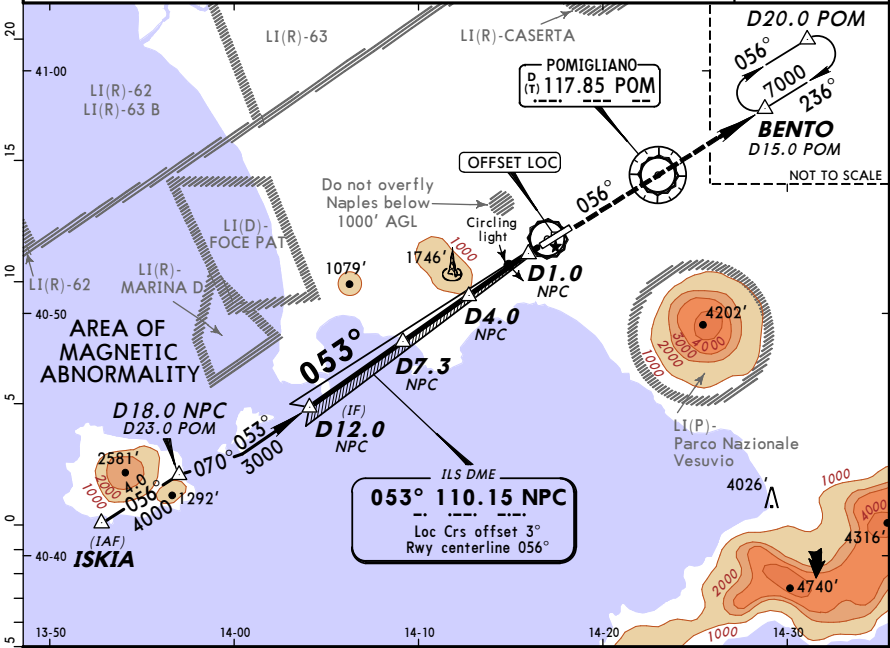 LI(R)-63
LI(R)-CASERTA
D20.0 POM
056°
7000
236°
BENTO
D15.0 POM
NOT TO SCALE
LI(R)-62
LI(R)-63 B
POMIGLIANO
D
(T) 117.85 POM
OFFSET LOC
056°
Do not overfly
Naples below
1000' AGL
Circling
light
LI(D)-
FOCE PAT
LI(R)-
MARINA D
LI(R)-62
1079'
1746'
1000
D1.0
NPC
D4.0
NPC
D7.3
NPC
AREA OF
MAGNETIC
ABNORMALITY
053°
4202'
4000
3000
2000
1000
LI(P)-
Parco Nazionale
Vesuvio
D18.0 NPC
D23.0 POM
(IF)
D12.0
NPC
070°
053°
3000
2581'
2000
1000
4.0
056°
4000
1292'
(IAF)
ISKIA
ILS DME
053° 110.15 NPC
Loc Crs offset 3°
Rwy centerline 056°
4026'
1000
4000
4316'
2000
4740'
1000
20
41-00
15
10
40-50
5
0
40-40
5
13-50
14-00
14-10
14-20
14-30